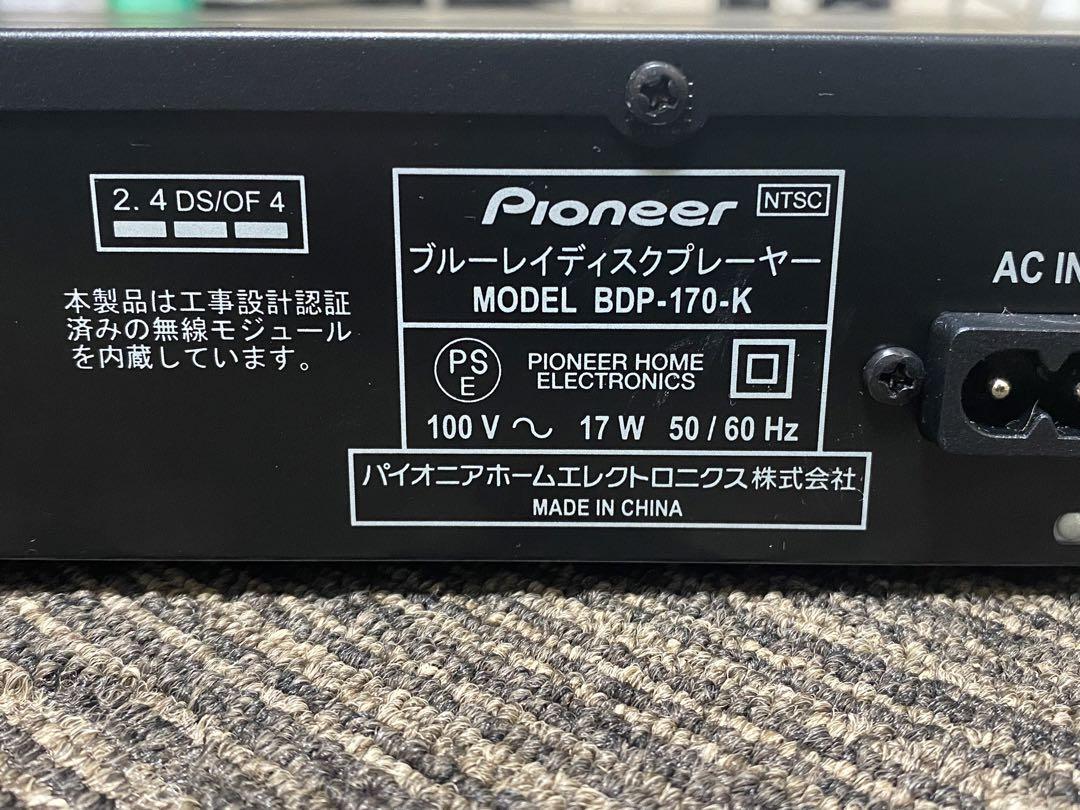 2.4 DS/OF 4
本製品は工事設計認証
済みの無線モジュール
を内蔵しています。
Pioneer
NTSC
ブルーレイディスクプレーヤー
MODEL BDP-170-K
PS
E
PIONEER HOME
ELECTRONICS
100 V ～ 17 W 50 / 60 Hz
パイオニアホームエレクトロニクス株式会社
MADE IN CHINA
AC IN